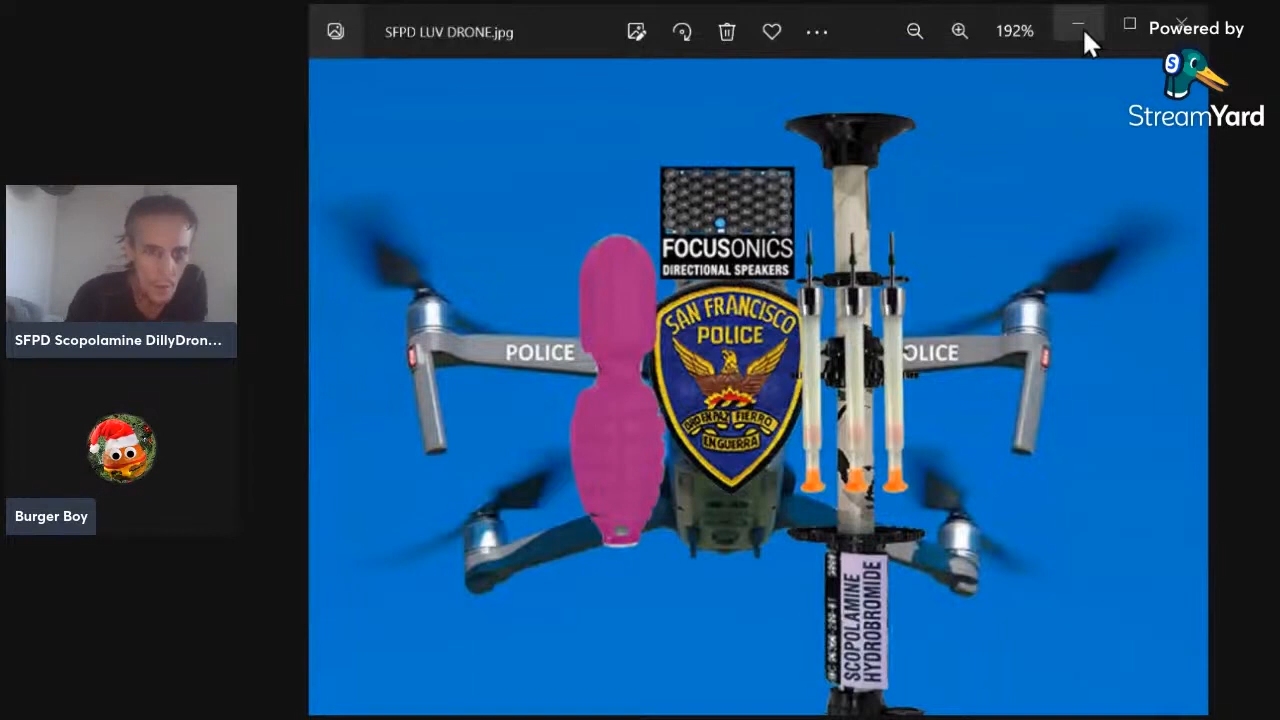 SFPD LUV DRONE.jpg
192%
Powered by
StreamYard
FOCUSONICS
DIRECTIONAL SPEAKERS
SAN FRANCISCO
POLICE
POLICE
OLICE
ORO EN PAZ FIERRO
EN GUERRA
SCOPOLAMINE
HYDROBROMIDE
SFPD Scopolamine DillyDron...
Burger Boy